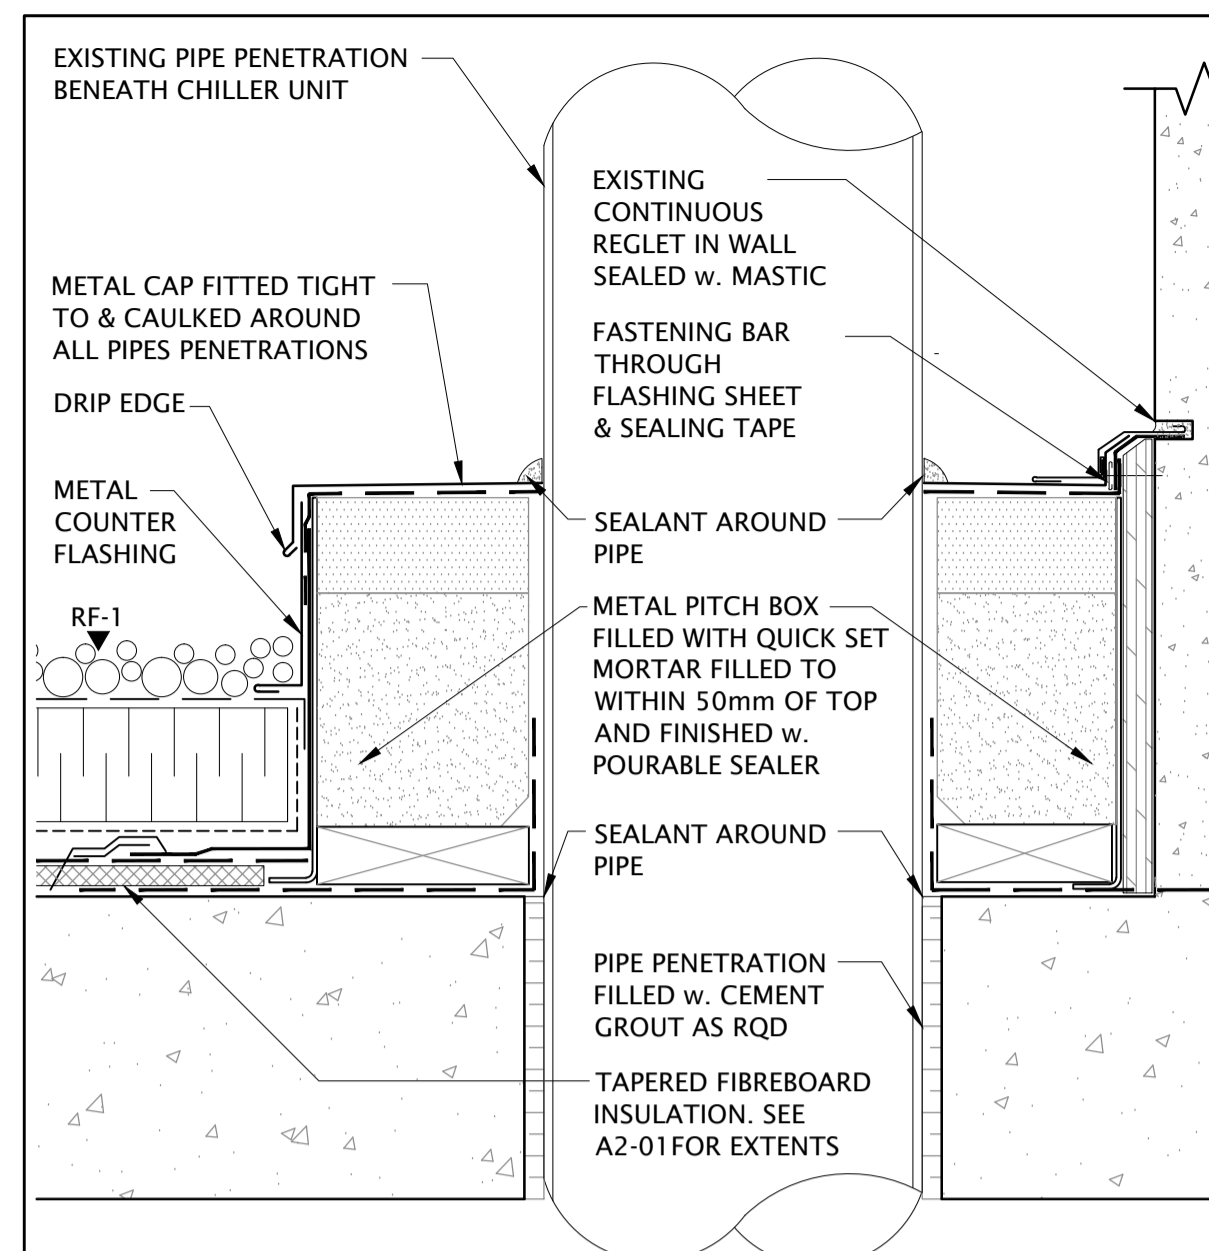 EXISTING PIPE PENETRATION
BENEATH CHILLER UNIT
EXISTING
CONTINUOUS
REGLET IN WALL
SEALED w. MASTIC
METAL CAP FITTED TIGHT
TO & CAULKED AROUND
ALL PIPES PENETRATIONS
FASTENING BAR
THROUGH
FLASHING SHEET
& SEALING TAPE
DRIP EDGE
METAL
COUNTER
FLASHING
SEALANT AROUND
PIPE
RF-1
METAL PITCH BOX
FILLED WITH QUICK SET
MORTAR FILLED TO
WITHIN 50mm OF TOP
AND FINISHED w.
POURABLE SEALER
SEALANT AROUND
PIPE
PIPE PENETRATION
FILLED w. CEMENT
GROUT AS RQD
TAPERED FIBREBOARD
INSULATION. SEE
A2-01FOR EXTENTS